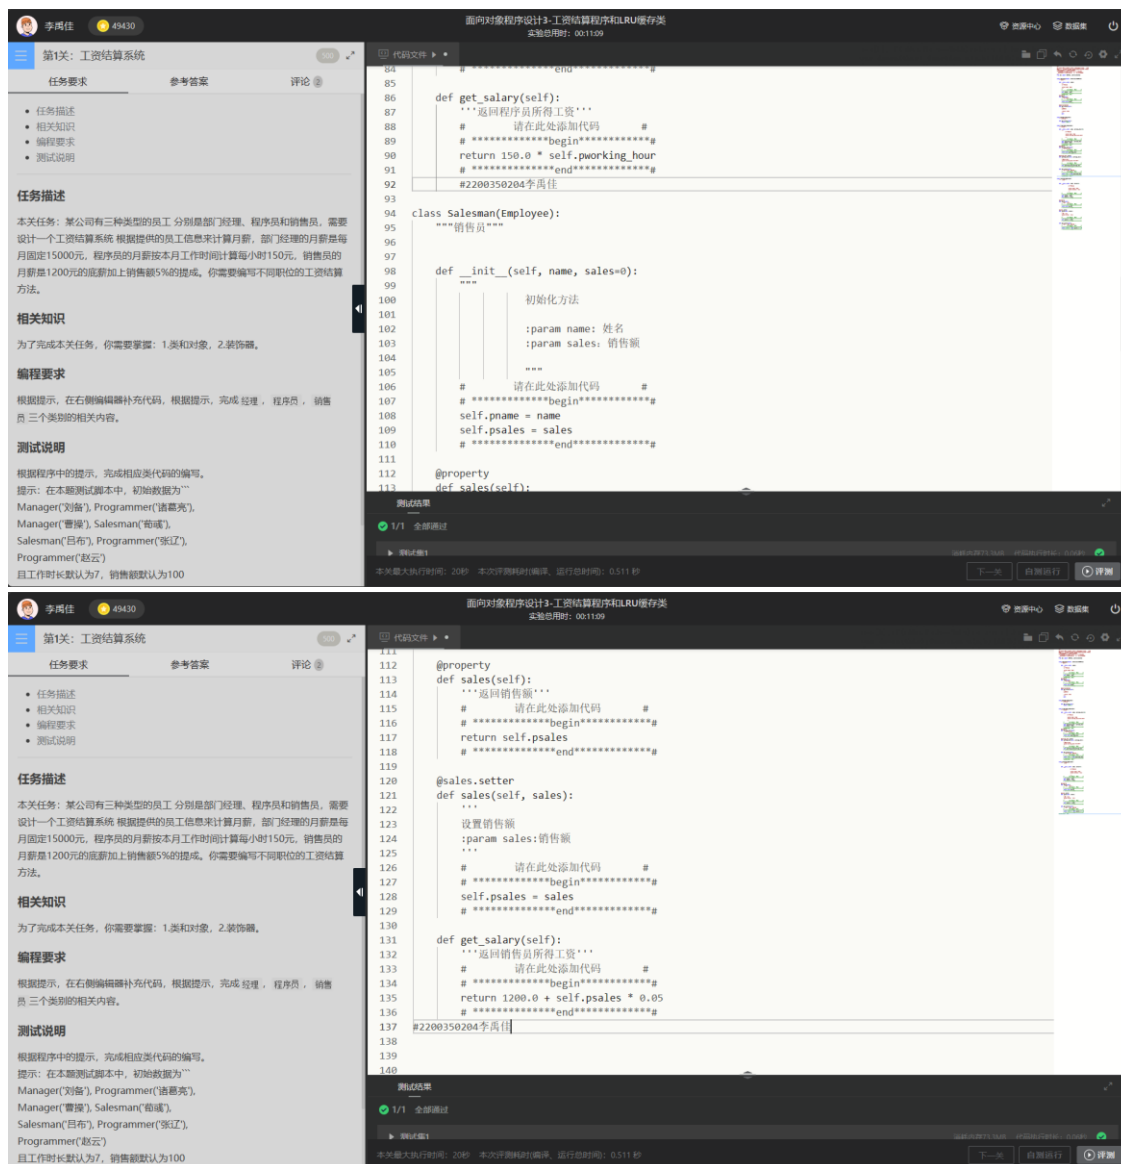 李禹佳 49430
面向对象程序设计3-工资结算程序和LRU缓存类
实验总用时：00:11:09
资源中心 数据集
第1关：工资结算系统
500
代码文件
任务要求 参考答案 评论 2
任务描述
相关知识
编程要求
测试说明
任务描述
本关任务：某公司有三种类型的员工 分别是部门经理、程序员和销售员，需要
设计一个工资结算系统 根据提供的员工信息来计算月薪，部门经理的月薪是每
月固定15000元，程序员的月薪按本月工作时间计算每小时150元，销售员的
月薪是1200元的底薪加上销售额5%的提成。你需要编写不同职位的工资结算
方法。
相关知识
为了完成本关任务，你需要掌握：1.类和对象，2.装饰器。
编程要求
根据提示，在右侧编辑器补充代码，根据提示，完成 经理 ， 程序员 ， 销售
员 三个类别的相关内容。
测试说明
根据程序中的提示，完成相应类代码的编写。
提示：在本题测试脚本中，初始数据为```
Manager('刘备'), Programmer('诸葛亮'),
Manager('曹操'), Salesman('荀彧'),
Salesman('吕布'), Programmer('张辽'),
Programmer('赵云')
且工作时长默认为7，销售额默认为100
84 # *************end*************#
85
86 def get_salary(self):
87 '''返回程序员所得工资'''
88 # 请在此处添加代码 #
89 # *************begin************#
90 return 150.0 * self.pworking_hour
91 # *************end*************#
92 #2200350204李禹佳
93
94 class Salesman(Employee):
95 """销售员"""
96
97
98 def __init__(self, name, sales=0):
99 """
100 初始化方法
101
102 :param name: 姓名
103 :param sales: 销售额
104
105 """
106 # 请在此处添加代码 #
107 # *************begin************#
108 self.pname = name
109 self.psales = sales
110 # *************end*************#
111
112 @property
113 def sales(self):
测试结果
1/1 全部通过
测试集1
本关最大执行时间：20秒 本次评测耗时(编译、运行总时间)：0.511 秒
下一关 自测运行 评测
李禹佳 49430
面向对象程序设计3-工资结算程序和LRU缓存类
实验总用时：00:11:09
资源中心 数据集
第1关：工资结算系统
500
代码文件
任务要求 参考答案 评论 2
任务描述
相关知识
编程要求
测试说明
任务描述
本关任务：某公司有三种类型的员工 分别是部门经理、程序员和销售员，需要
设计一个工资结算系统 根据提供的员工信息来计算月薪，部门经理的月薪是每
月固定15000元，程序员的月薪按本月工作时间计算每小时150元，销售员的
月薪是1200元的底薪加上销售额5%的提成。你需要编写不同职位的工资结算
方法。
相关知识
为了完成本关任务，你需要掌握：1.类和对象，2.装饰器。
编程要求
根据提示，在右侧编辑器补充代码，根据提示，完成 经理 ， 程序员 ， 销售
员 三个类别的相关内容。
测试说明
根据程序中的提示，完成相应类代码的编写。
提示：在本题测试脚本中，初始数据为```
Manager('刘备'), Programmer('诸葛亮'),
Manager('曹操'), Salesman('荀彧'),
Salesman('吕布'), Programmer('张辽'),
Programmer('赵云')
且工作时长默认为7，销售额默认为100
111
112 @property
113 def sales(self):
114 '''返回销售额'''
115 # 请在此处添加代码 #
116 # *************begin************#
117 return self.psales
118 # *************end*************#
119
120 @sales.setter
121 def sales(self, sales):
122 '''
123 设置销售额
124 :param sales:销售额
125 '''
126 # 请在此处添加代码 #
127 # *************begin************#
128 self.psales = sales
129 # *************end*************#
130
131 def get_salary(self):
132 '''返回销售员所得工资'''
133 # 请在此处添加代码 #
134 # *************begin************#
135 return 1200.0 + self.psales * 0.05
136 # *************end*************#
137 #2200350204李禹佳
138
139
140
测试结果
1/1 全部通过
测试集1
本关最大执行时间：20秒 本次评测耗时(编译、运行总时间)：0.511 秒
下一关 自测运行 评测